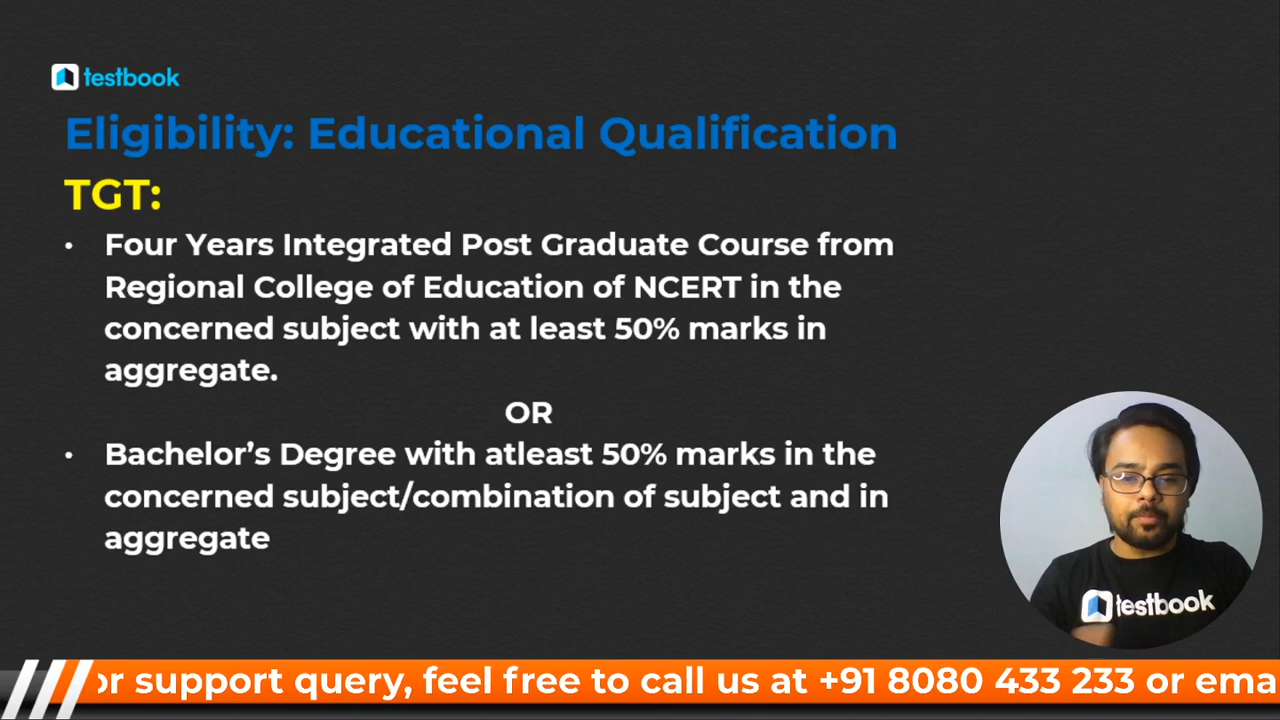 testbook
Eligibility: Educational Qualification
TGT:
• Four Years Integrated Post Graduate Course from
Regional College of Education of NCERT in the
concerned subject with at least 50% marks in
aggregate.
OR
• Bachelor’s Degree with atleast 50% marks in the
concerned subject/combination of subject and in
aggregate
testbook
or support query, feel free to call us at +91 8080 433 233 or ema